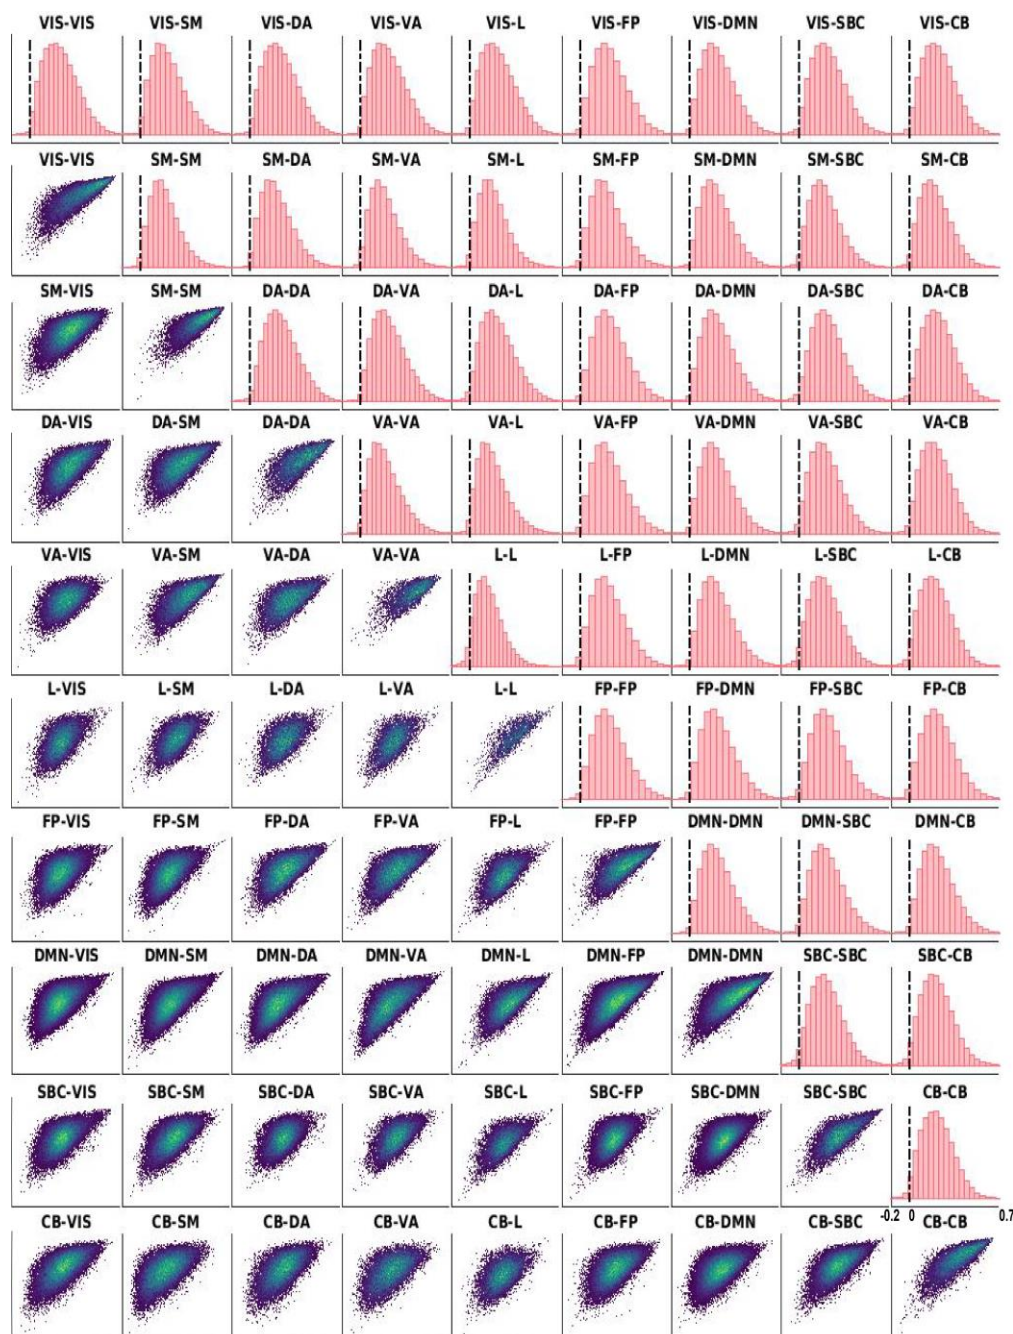 VIS-VIS VIS-SM VIS-DA VIS-VA VIS-L VIS-FP VIS-DMN VIS-SBC VIS-CB
VIS-VIS SM-SM SM-DA SM-VA SM-L SM-FP SM-DMN SM-SBC SM-CB
SM-VIS SM-SM DA-DA DA-VA DA-L DA-FP DA-DMN DA-SBC DA-CB
DA-VIS DA-SM DA-DA VA-VA VA-L VA-FP VA-DMN VA-SBC VA-CB
VA-VIS VA-SM VA-DA VA-VA L-L L-FP L-DMN L-SBC L-CB
L-VIS L-SM L-DA L-VA L-L FP-FP FP-DMN FP-SBC FP-CB
FP-VIS FP-SM FP-DA FP-VA FP-L FP-FP DMN-DMN DMN-SBC DMN-CB
DMN-VIS DMN-SM DMN-DA DMN-VA DMN-L DMN-FP DMN-DMN SBC-SBC SBC-CB
SBC-VIS SBC-SM SBC-DA SBC-VA SBC-L SBC-FP SBC-DMN SBC-SBC CB-CB
-0.2 0 0.7
CB-VIS CB-SM CB-DA CB-VA CB-L CB-FP CB-DMN CB-SBC CB-CB